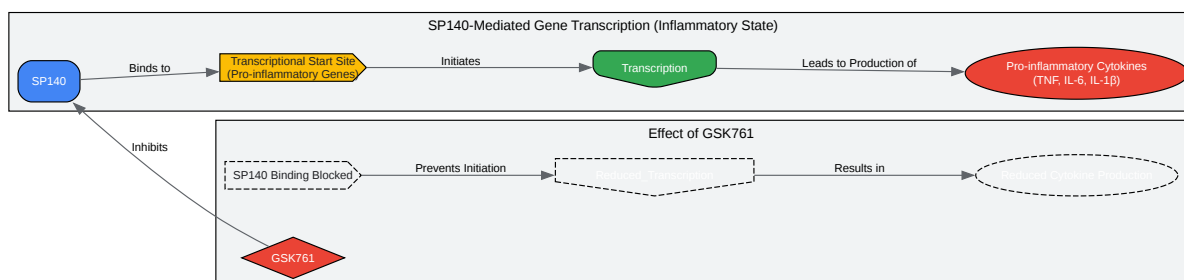 SP140-Mediated Gene Transcription (Inflammatory State)
SP140
Binds to
Transcriptional Start Site
(Pro-inflammatory Genes)
Initiates
Transcription
Leads to Production of
Pro-inflammatory Cytokines
(TNF, IL-6, IL-1β)
Inhibits
Effect of GSK761
SP140 Binding Blocked
Prevents Initiation
Reduced Transcription
Results in
Reduced Cytokine Production
GSK761